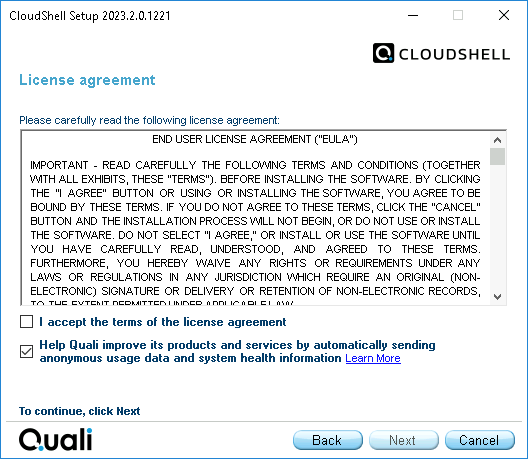 CloudShell Setup 2023.2.0.1221
CLOUDSHELL
License agreement
Please carefully read the following license agreement:
END USER LICENSE AGREEMENT ("EULA")
IMPORTANT - READ CAREFULLY THE FOLLOWING TERMS AND CONDITIONS (TOGETHER
WITH ALL EXHIBITS, THESE "TERMS"). BEFORE INSTALLING THE SOFTWARE. BY CLICKING
THE "I AGREE" BUTTON OR USING OR INSTALLING THE SOFTWARE, YOU AGREE TO BE
BOUND BY THESE TERMS. IF YOU DO NOT AGREE TO THESE TERMS, CLICK THE "CANCEL"
BUTTON AND THE INSTALLATION PROCESS WILL NOT BEGIN, OR DO NOT USE OR INSTALL
THE SOFTWARE. DO NOT SELECT "I AGREE," OR INSTALL OR USE THE SOFTWARE UNTIL
YOU HAVE CAREFULLY READ, UNDERSTOOD, AND AGREED TO THESE TERMS.
FURTHERMORE, YOU HEREBY WAIVE ANY RIGHTS OR REQUIREMENTS UNDER ANY
LAWS OR REGULATIONS IN ANY JURISDICTION WHICH REQUIRE AN ORIGINAL (NON-
ELECTRONIC) SIGNATURE OR DELIVERY OR RETENTION OF NON-ELECTRONIC RECORDS,
TO THE EXTENT PERMITTED UNDER APPLICABLE LAW.
I accept the terms of the license agreement
Help Quali improve its products and services by automatically sending
anonymous usage data and system health information Learn More
To continue, click Next
Quali
Back
Next
Cancel